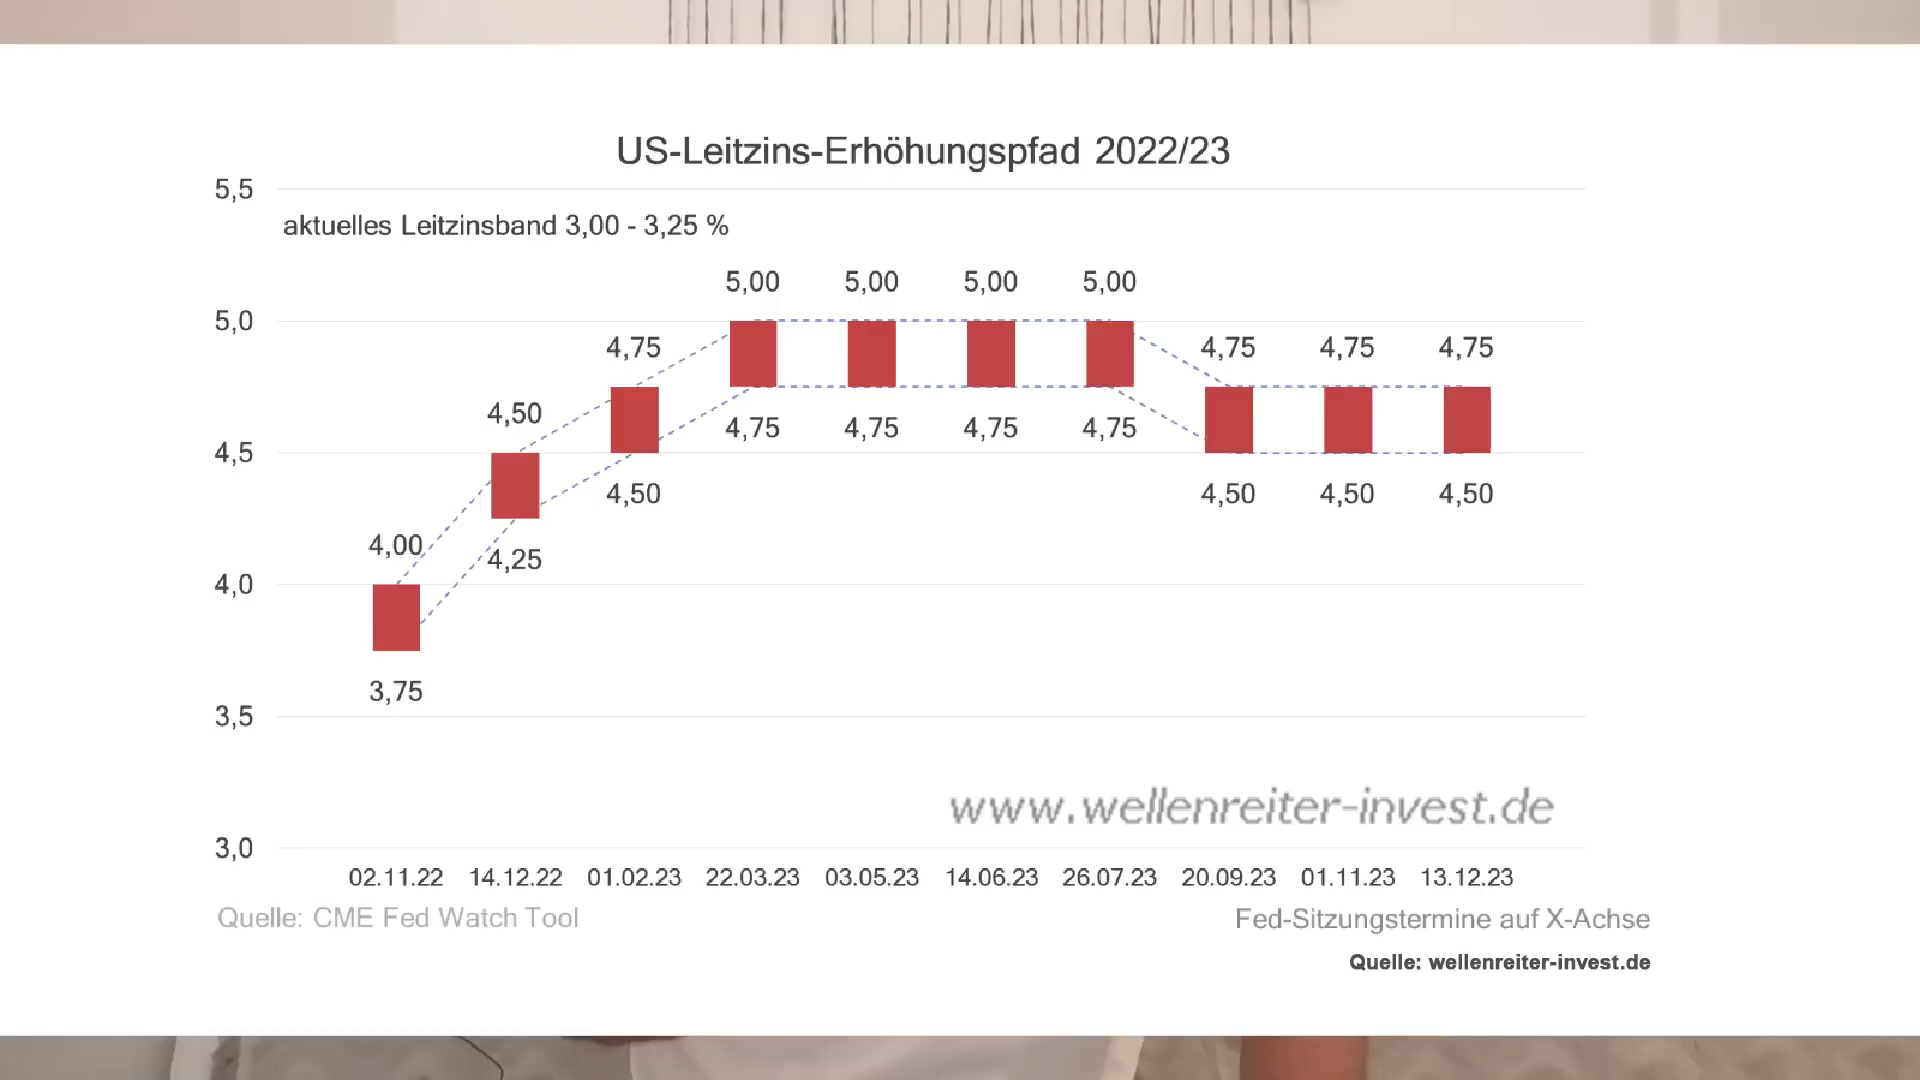 US-Leitzins-Erhöhungspfad 2022/23
5,5
aktuelles Leitzinsband 3,00 - 3,25 %
5,00 5,00 5,00 5,00
5,0
4,75 4,75 4,75 4,75
4,50 4,75 4,75 4,75 4,75
4,5
4,50 4,50 4,50 4,50
4,00 4,25
4,0
3,75
3,5
www.wellenreiter-invest.de
3,0
02.11.22 14.12.22 01.02.23 22.03.23 03.05.23 14.06.23 26.07.23 20.09.23 01.11.23 13.12.23
Quelle: CME Fed Watch Tool Fed-Sitzungstermine auf X-Achse
Quelle: wellenreiter-invest.de